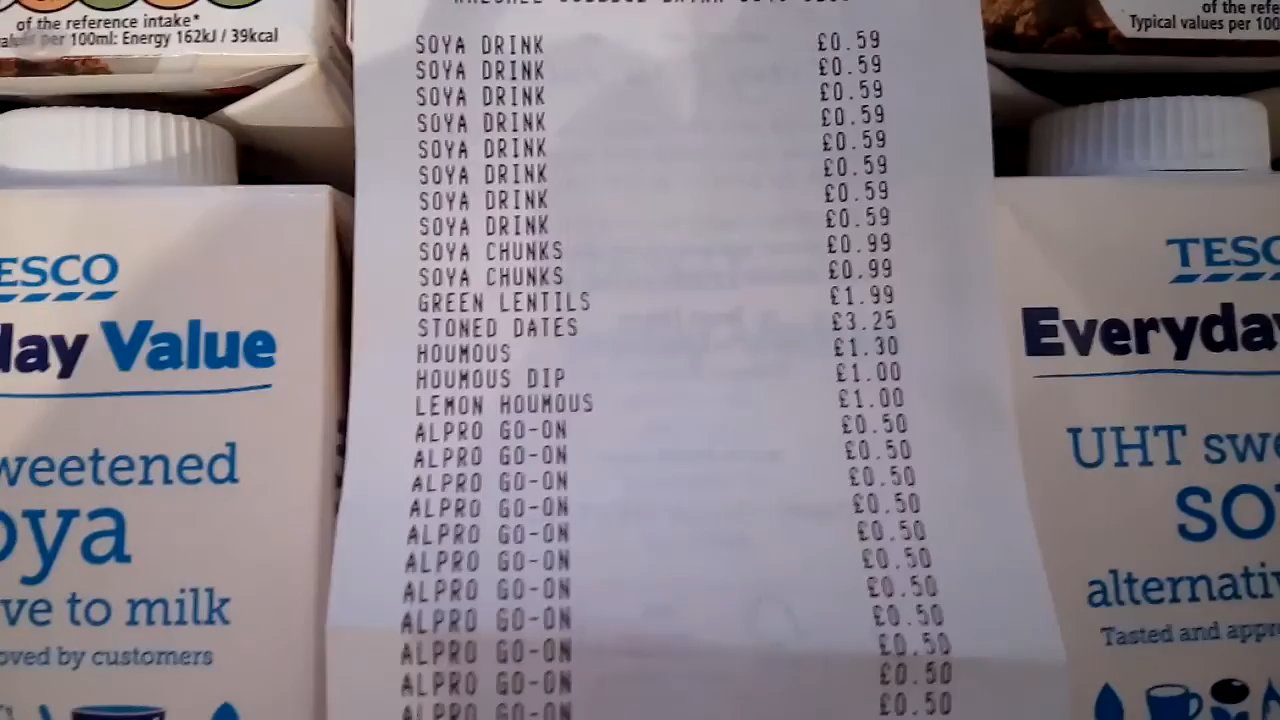 of the reference intake*
per 100ml: Energy 162kJ / 39kcal
SOYA DRINK £0.59
SOYA DRINK £0.59
SOYA DRINK £0.59
SOYA DRINK £0.59
SOYA DRINK £0.59
SOYA DRINK £0.59
SOYA DRINK £0.59
SOYA DRINK £0.59
SOYA CHUNKS £0.99
SOYA CHUNKS £0.99
GREEN LENTILS £1.99
STONED DATES £3.25
HOUMOUS £1.30
HOUMOUS DIP £1.00
LEMON HOUMOUS £1.00
ALPRO GO-ON £0.50
ALPRO GO-ON £0.50
ALPRO GO-ON £0.50
ALPRO GO-ON £0.50
ALPRO GO-ON £0.50
ALPRO GO-ON £0.50
ALPRO GO-ON £0.50
ALPRO GO-ON £0.50
ALPRO GO-ON £0.50
ALPRO GO-ON £0.50
ALPRO GO-ON £0.50
ESCO
day Value
weetened
oya
ve to milk
oved by customers
of the refe
Typical values per 100
TESC
Everyda
UHT swe
SO
alternati
Tasted and appr